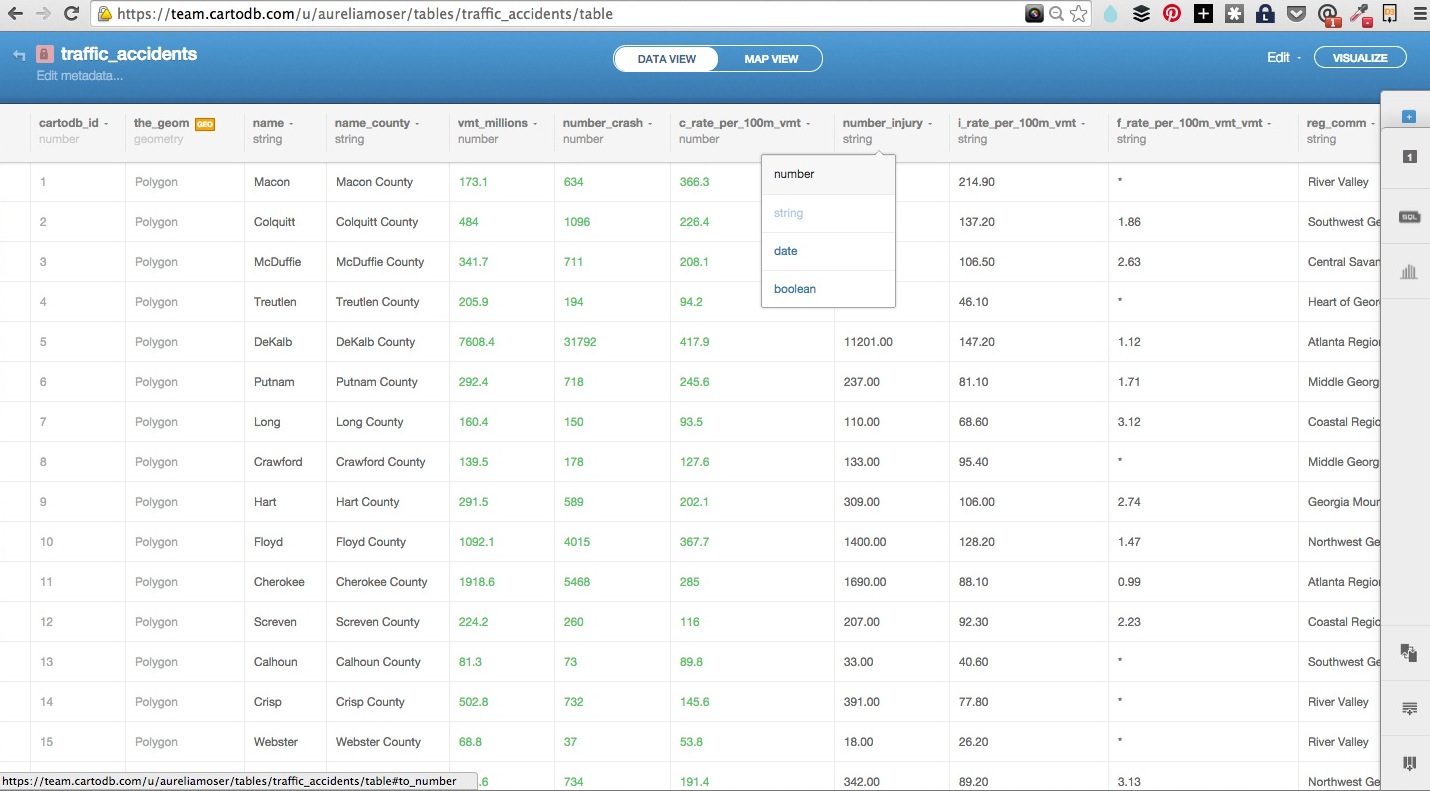 https://team.cartodb.com/u/aureliamoser/tables/traffic_accidents/table
traffic_accidents
Edit metadata...
DATA VIEW MAP VIEW
Edit VISUALIZE
cartodb_id the_geom GEO name name_county vmt_millions number_crash c_rate_per_100m_vmt number_injury i_rate_per_100m_vmt f_rate_per_100m_vmt_vmt reg_comm
number geometry string string number number number string string string string
number
string
date
boolean
1 Polygon Macon Macon County 173.1 634 366.3 214.90 * River Valley
2 Polygon Colquitt Colquitt County 484 1096 226.4 137.20 1.86 Southwest Ge
3 Polygon McDuffie McDuffie County 341.7 711 208.1 106.50 2.63 Central Savan
4 Polygon Treutlen Treutlen County 205.9 194 94.2 46.10 * Heart of Geor
5 Polygon DeKalb DeKalb County 7608.4 31792 417.9 11201.00 147.20 1.12 Atlanta Region
6 Polygon Putnam Putnam County 292.4 718 245.6 237.00 81.10 1.71 Middle Georg
7 Polygon Long Long County 160.4 150 93.5 110.00 68.60 3.12 Coastal Regio
8 Polygon Crawford Crawford County 139.5 178 127.6 133.00 95.40 * Middle Georg
9 Polygon Hart Hart County 291.5 589 202.1 309.00 106.00 2.74 Georgia Moun
10 Polygon Floyd Floyd County 1092.1 4015 367.7 1400.00 128.20 1.47 Northwest Ge
11 Polygon Cherokee Cherokee County 1918.6 5468 285 1690.00 88.10 0.99 Atlanta Region
12 Polygon Screven Screven County 224.2 260 116 207.00 92.30 2.23 Coastal Regio
13 Polygon Calhoun Calhoun County 81.3 73 89.8 33.00 40.60 * Southwest Ge
14 Polygon Crisp Crisp County 502.8 732 145.6 391.00 77.80 * River Valley
15 Polygon Webster Webster County 68.8 37 53.8 18.00 26.20 * River Valley
.6 734 191.4 342.00 89.20 3.13 Northwest Ge
https://team.cartodb.com/u/aureliamoser/tables/traffic_accidents/table#to_number
1
SQL